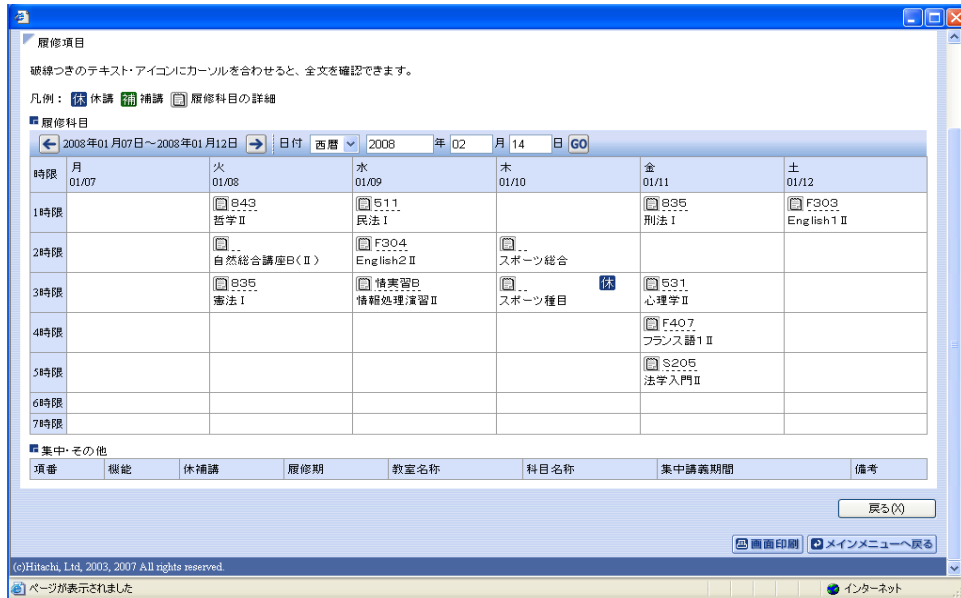 履修項目
破線つきのテキスト・アイコンにカーソルを合わせると、全文を確認できます。
凡例： 休 休講 補 補講 履修科目の詳細
履修科目
2008年01月07日～2008年01月12日 日付 西暦 2008 年 02 月 14 日 GO
時限 月 火 水 木 金 土
01/07 01/08 01/09 01/10 01/11 01/12
1時限 843 511 835 F303
哲学Ⅱ 民法Ⅰ 刑法Ⅰ English1Ⅱ
2時限 .. F304 ..
自然総合講座B(Ⅱ) English2Ⅱ スポーツ総合
3時限 835 情実習B .. 休 531
憲法Ⅰ 情報処理演習Ⅱ スポーツ種目 心理学Ⅱ
4時限 F407
フランス語1Ⅱ
5時限 S205
法学入門Ⅱ
6時限
7時限
集中・その他
項番 機能 休補講 履修期 教室名称 科目名称 集中講義期間 備考
戻る(X)
画面印刷 メインメニューへ戻る
(c)Hitachi, Ltd, 2003, 2007 All rights reserved.
ページが表示されました インターネット